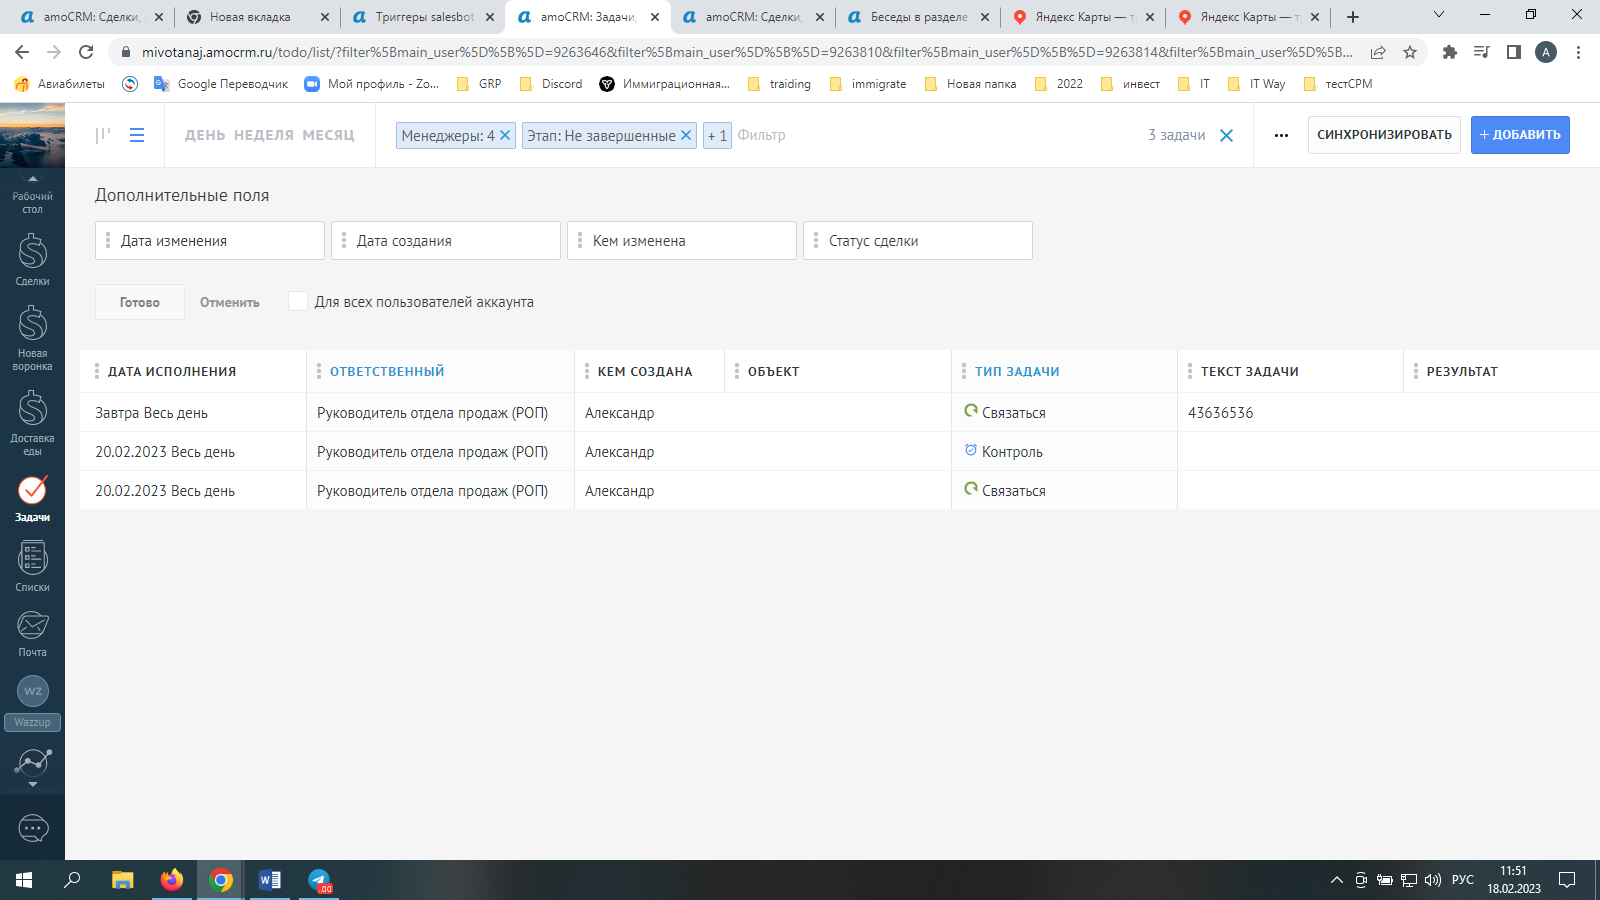 amoCRM: Сделки,
Новая вкладка
Триггеры salesbot
amoCRM: Задачи,
amoCRM: Сделки,
Беседы в разделе
Яндекс Карты — т
Яндекс Карты — т
mivotanaj.amocrm.ru/todo/list/?filter%5Bmain_user%5D%5B%5D=9263646&filter%5Bmain_user%5D%5B%5D=9263810&filter%5Bmain_user%5D%5B%5D=9263814&filter%5Bmain_user%5D%5B...
A
Авиабилеты
Google Переводчик
Мой профиль - Zo...
GRP
Discord
Иммиграционная...
traiding
immigrate
Новая папка
2022
инвест
IT
IT Way
тестСРМ
ДЕНЬ НЕДЕЛЯ МЕСЯЦ
Менеджеры: 4
Этап: Не завершенные
+ 1
Фильтр
3 задачи
СИНХРОНИЗИРОВАТЬ
+ ДОБАВИТЬ
Рабочий
стол
Сделки
Новая
воронка
Доставка
еды
Задачи
Списки
Почта
WZ
Wazzup
Дополнительные поля
Дата изменения
Дата создания
Кем изменена
Статус сделки
Готово
Отменить
Для всех пользователей аккаунта
ДАТА ИСПОЛНЕНИЯ
ОТВЕТСТВЕННЫЙ
КЕМ СОЗДАНА
ОБЪЕКТ
ТИП ЗАДАЧИ
ТЕКСТ ЗАДАЧИ
РЕЗУЛЬТАТ
Завтра Весь день Руководитель отдела продаж (РОП) Александр Связаться 43636536
20.02.2023 Весь день Руководитель отдела продаж (РОП) Александр Контроль
20.02.2023 Весь день Руководитель отдела продаж (РОП) Александр Связаться
РУС
11:51
18.02.2023